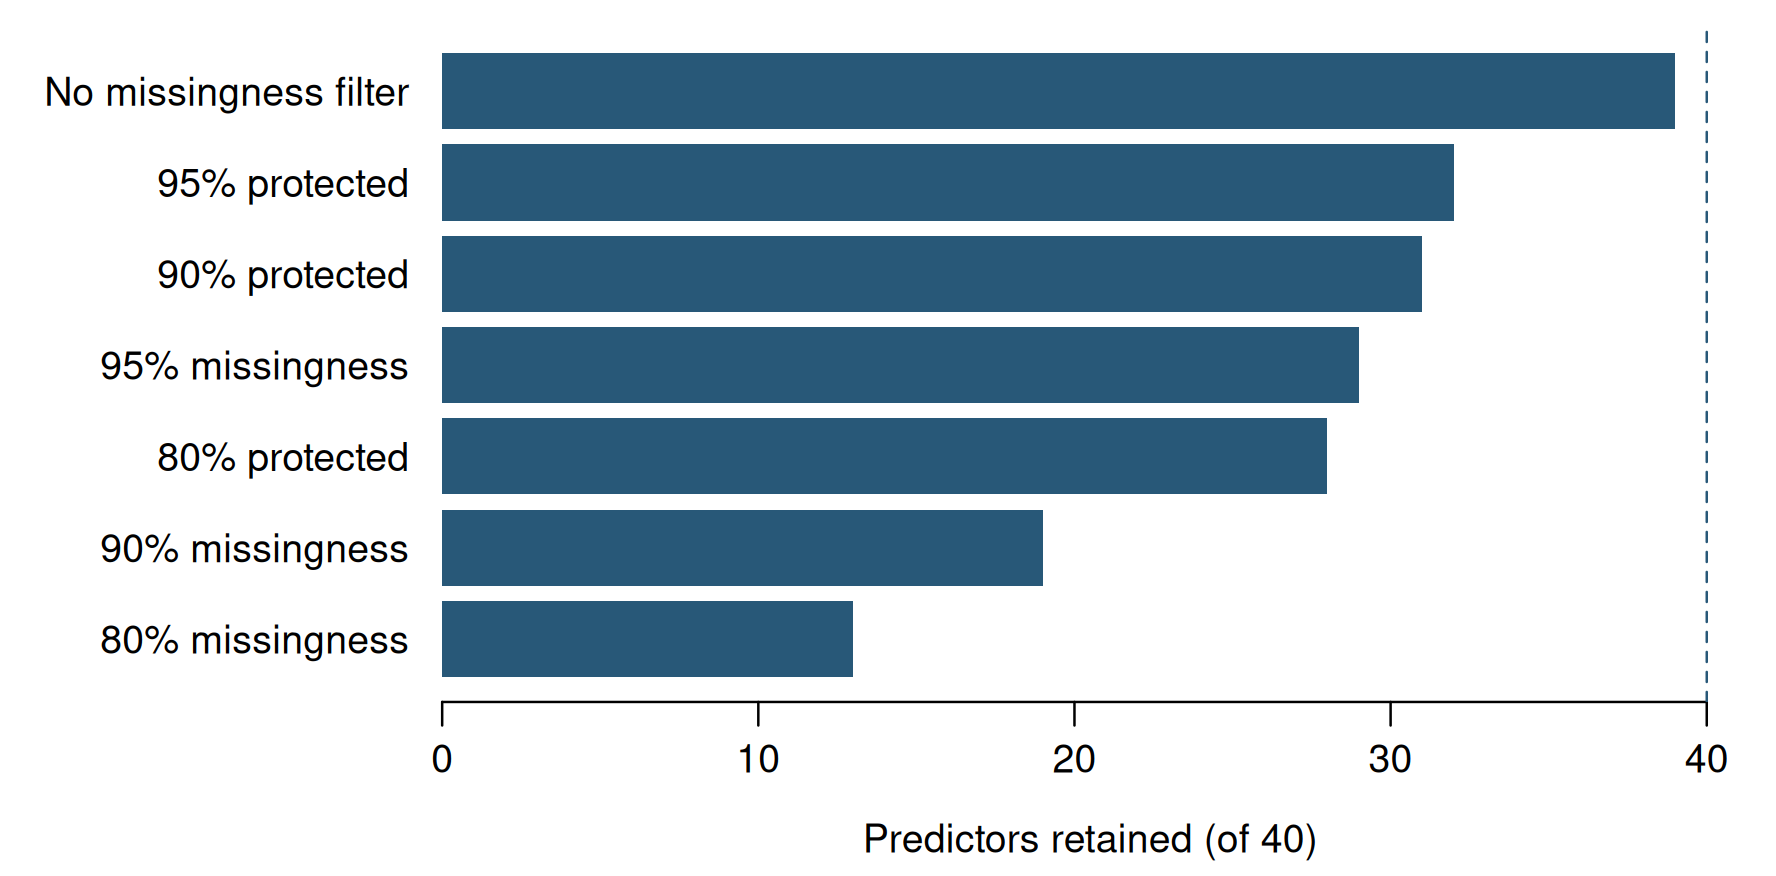 No missingness filter
95% protected
90% protected
95% missingness
80% protected
90% missingness
80% missingness
0 10 20 30 40
Predictors retained (of 40)